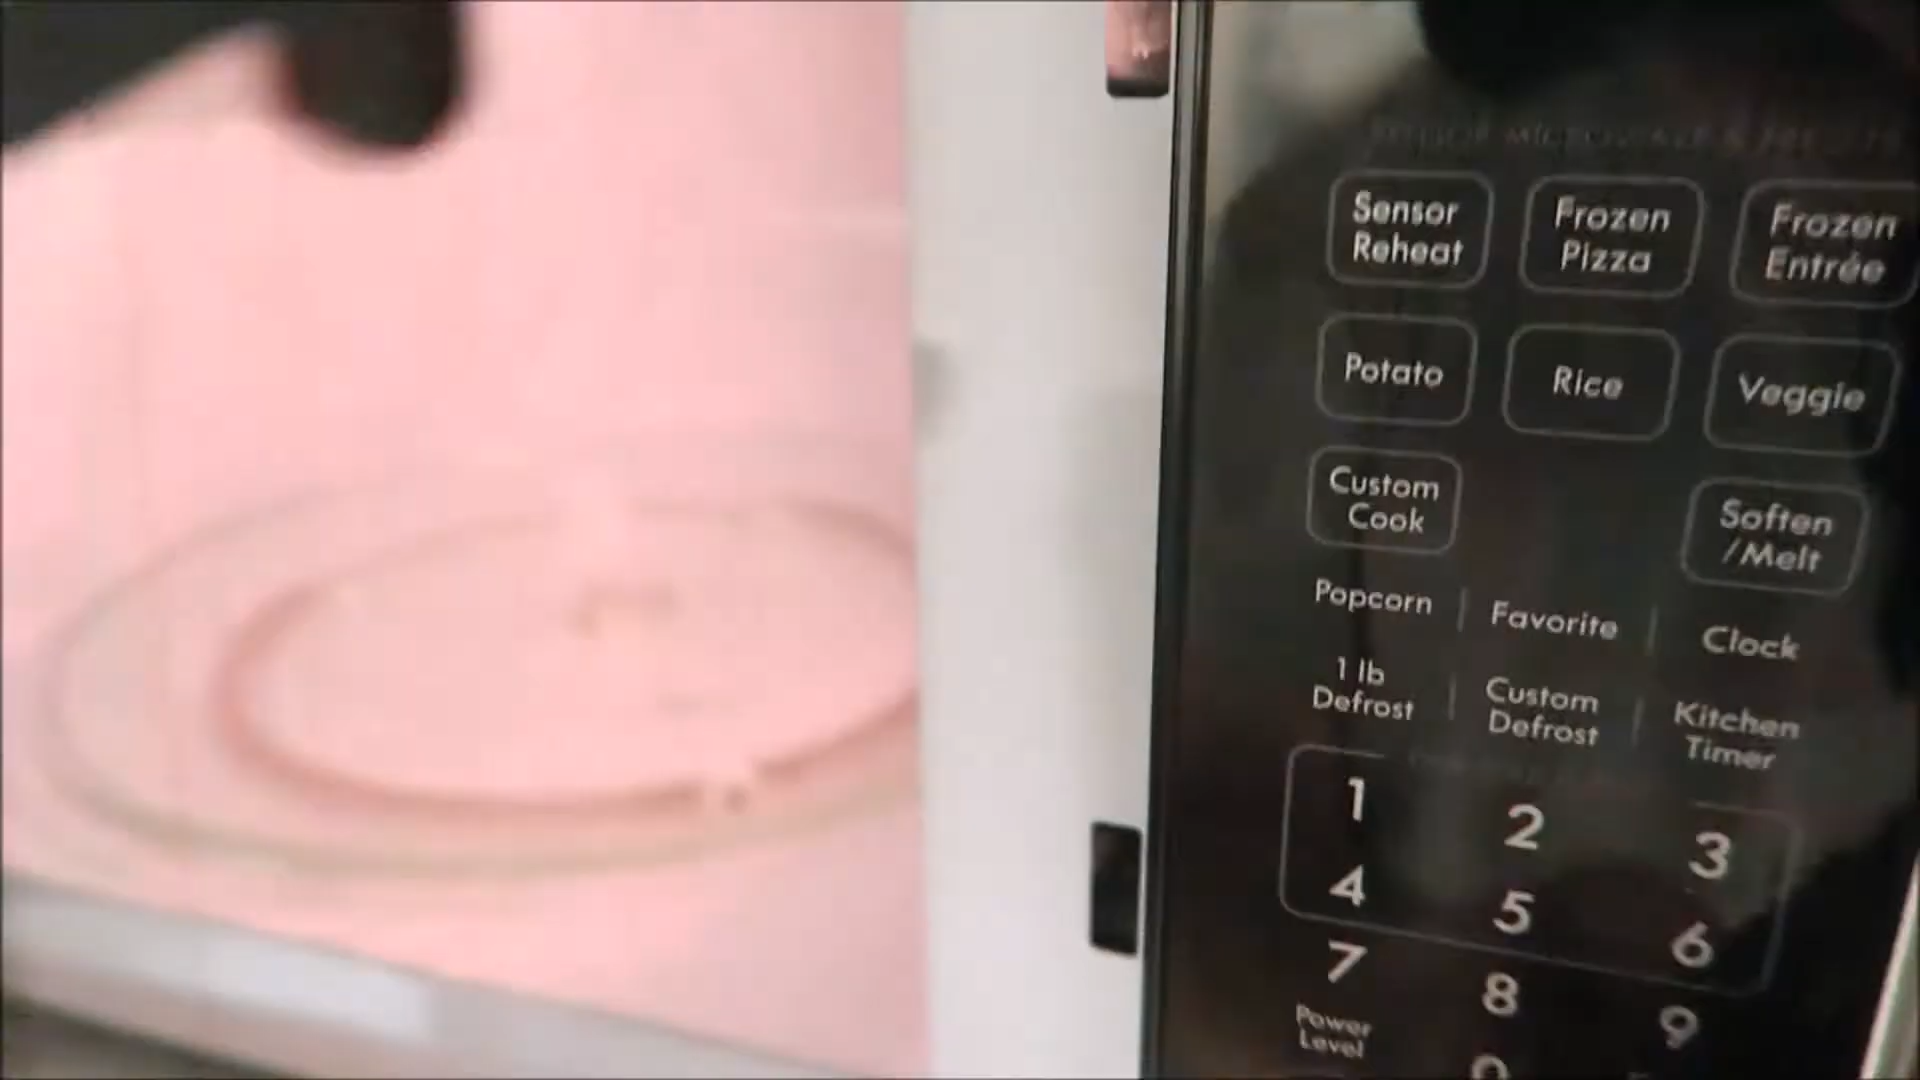 Sensor Frozen Frozen
Reheat Pizza Entrée
Potato Rice Veggie
Custom Soften
Cook /Melt
Popcorn Favorite Clock
1 lb Custom Kitchen
Defrost Defrost Timer
1 2 3
4 5 6
7 8 9
Power
Level